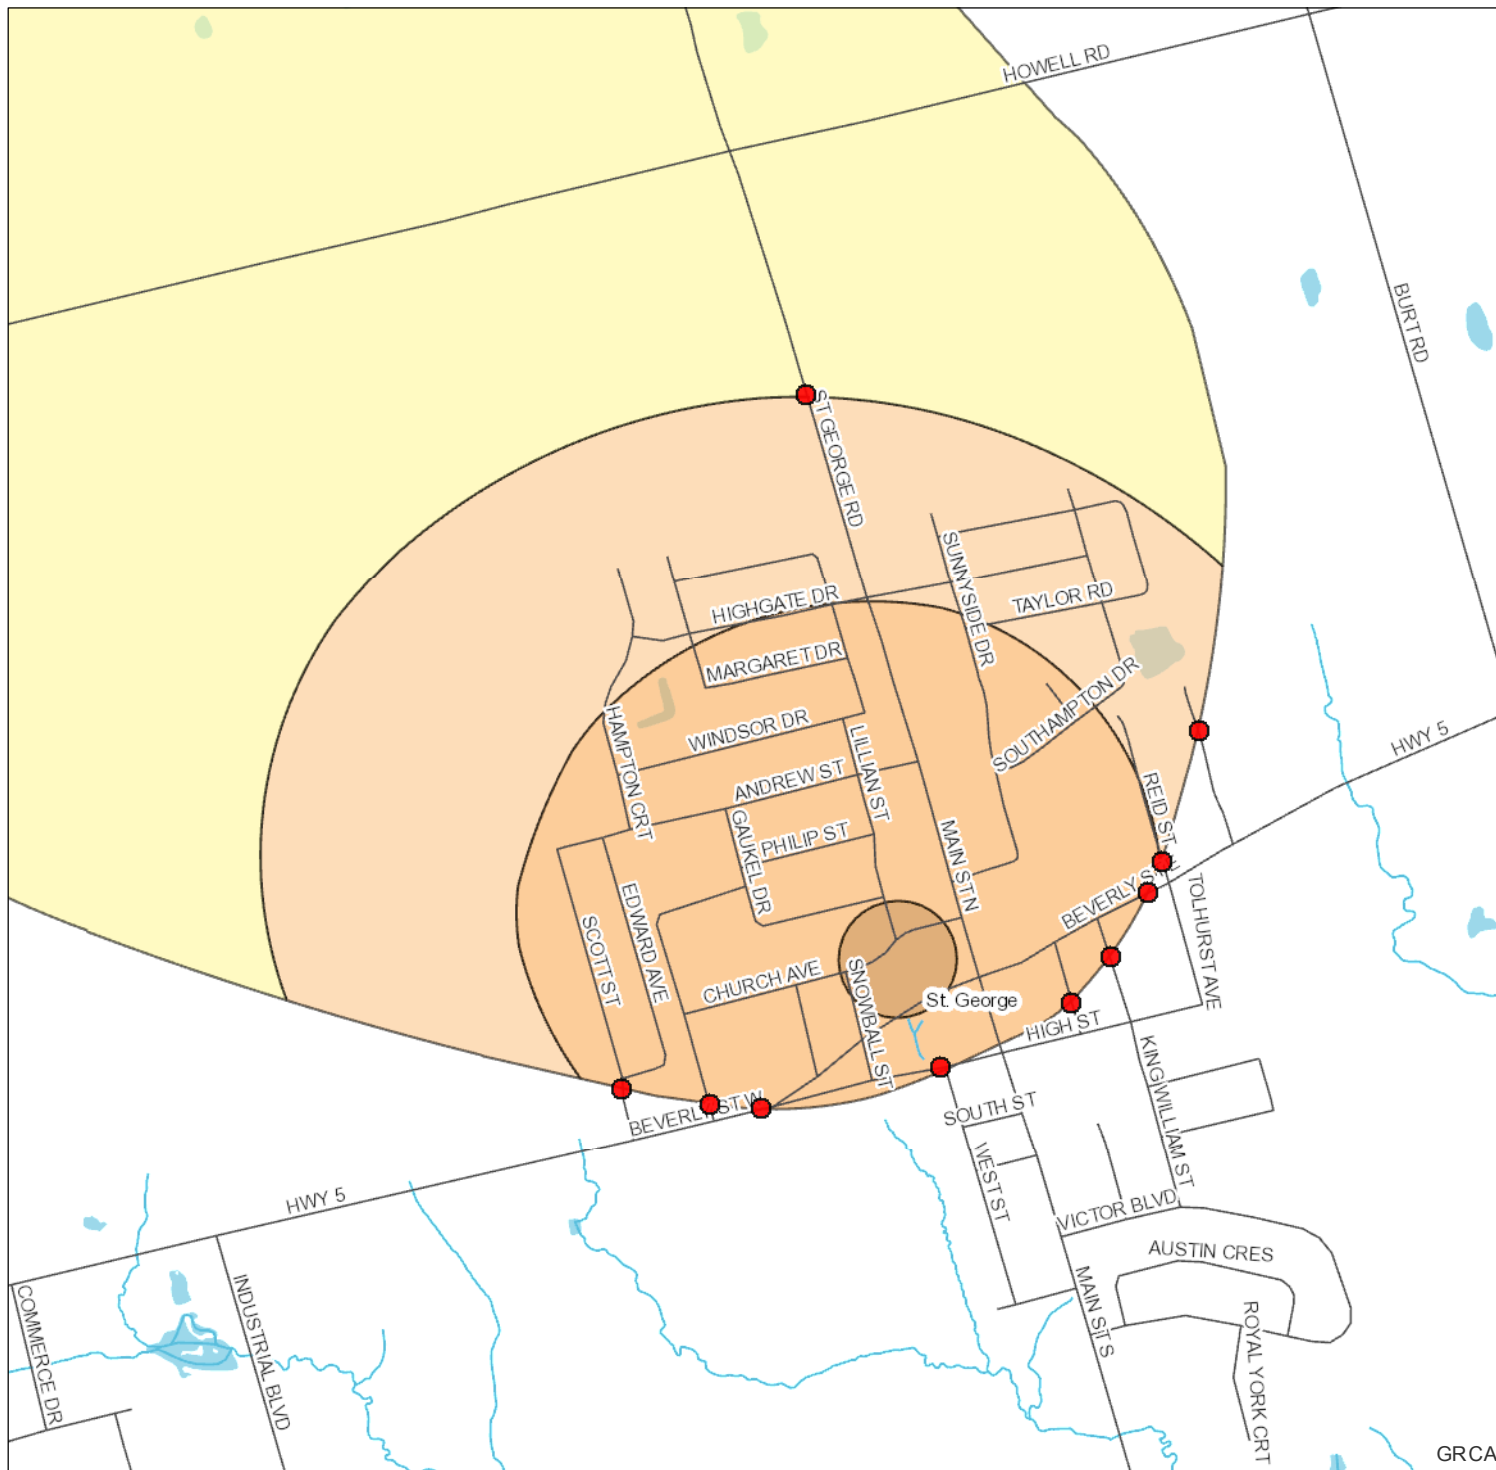 HOWELL RD
BURT RD
ST GEORGE RD
SUNNYSIDE DR
HIGHGATE DR
TAYLOR RD
MARGARET DR
SOUTHAMPTON DR
HAMPTON CRT
WINDSOR DR
LILLIAN ST
HWY 5
ANDREW ST
REID ST
GAUKEL DR
PHILIP ST
MAIN ST N
BEVERLY ST
TOLHURST AVE
EDWARD AVE
SCOTT ST
CHURCH AVE
SNOWBALL ST
St. George
HIGH ST
KING WILLIAM ST
BEVERLY ST W
SOUTH ST
WEST ST
HWY 5
VICTOR BLVD
AUSTIN CRES
MAIN ST S
INDUSTRIAL BLVD
COMMERCE DR
ROYAL YORK CRT
GRCA